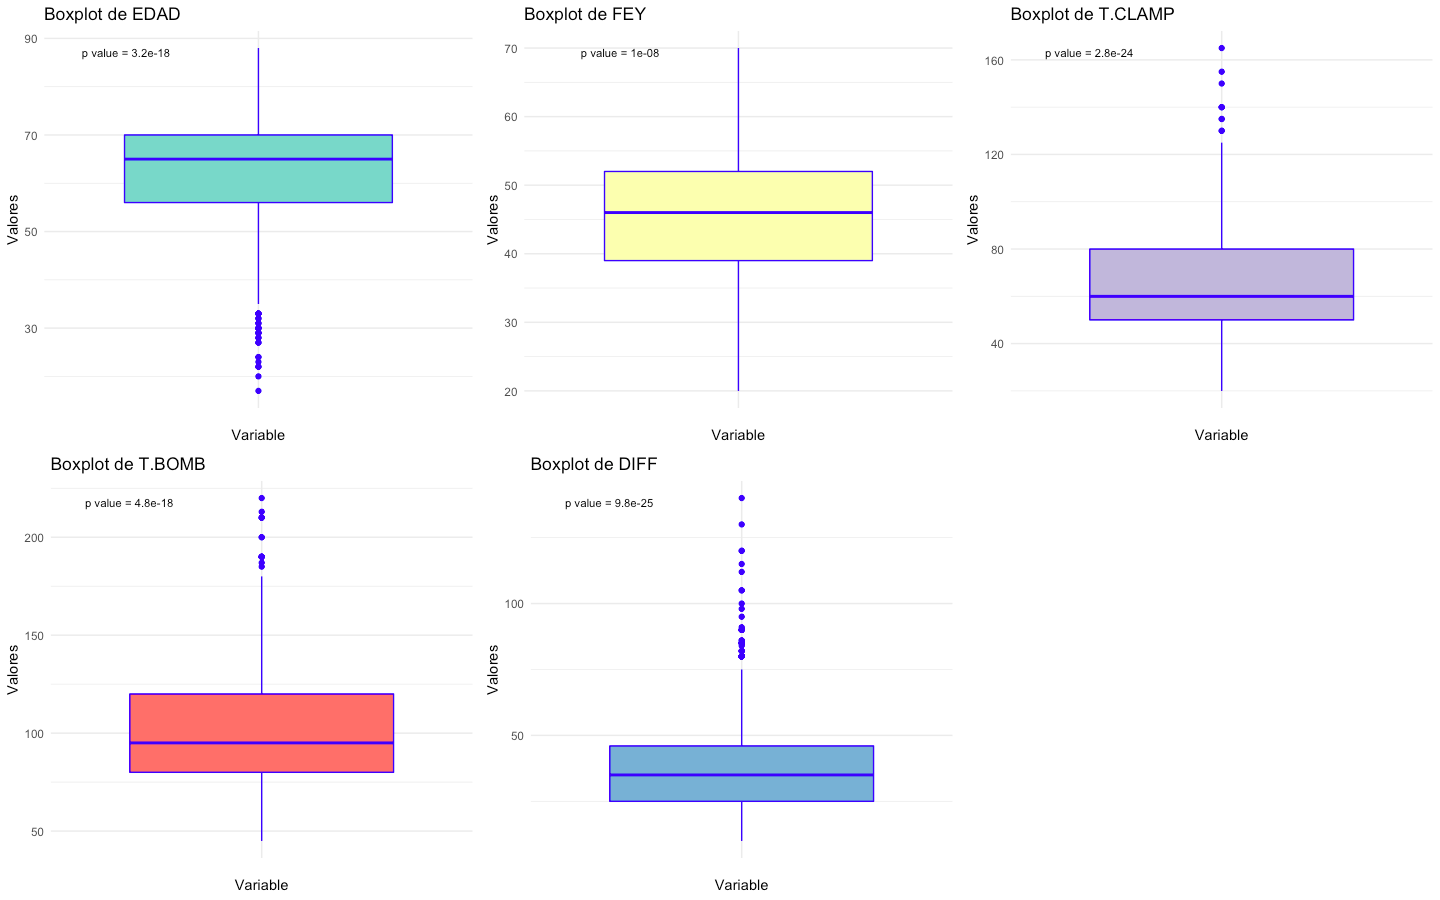 Boxplot de EDAD
p value = 3.2e-18
90
70
50
30
Valores
Variable
Boxplot de FEY
p value = 1e-08
70
60
50
40
30
20
Valores
Variable
Boxplot de T.CLAMP
p value = 2.8e-24
160
120
80
40
Valores
Variable
Boxplot de T.BOMB
p value = 4.8e-18
200
150
100
50
Valores
Variable
Boxplot de DIFF
p value = 9.8e-25
100
50
Valores
Variable